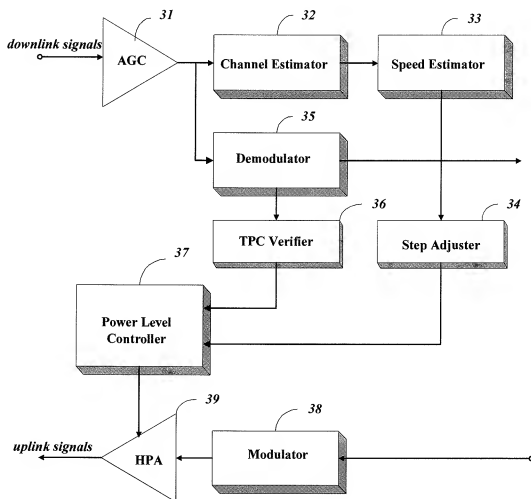 31
32
33
downlink signals
AGC
Channel Estimator
Speed Estimator
35
Demodulator
36
34
TPC Verifier
Step Adjuster
37
Power Level
Controller
39
38
uplink signals
HPA
Modulator